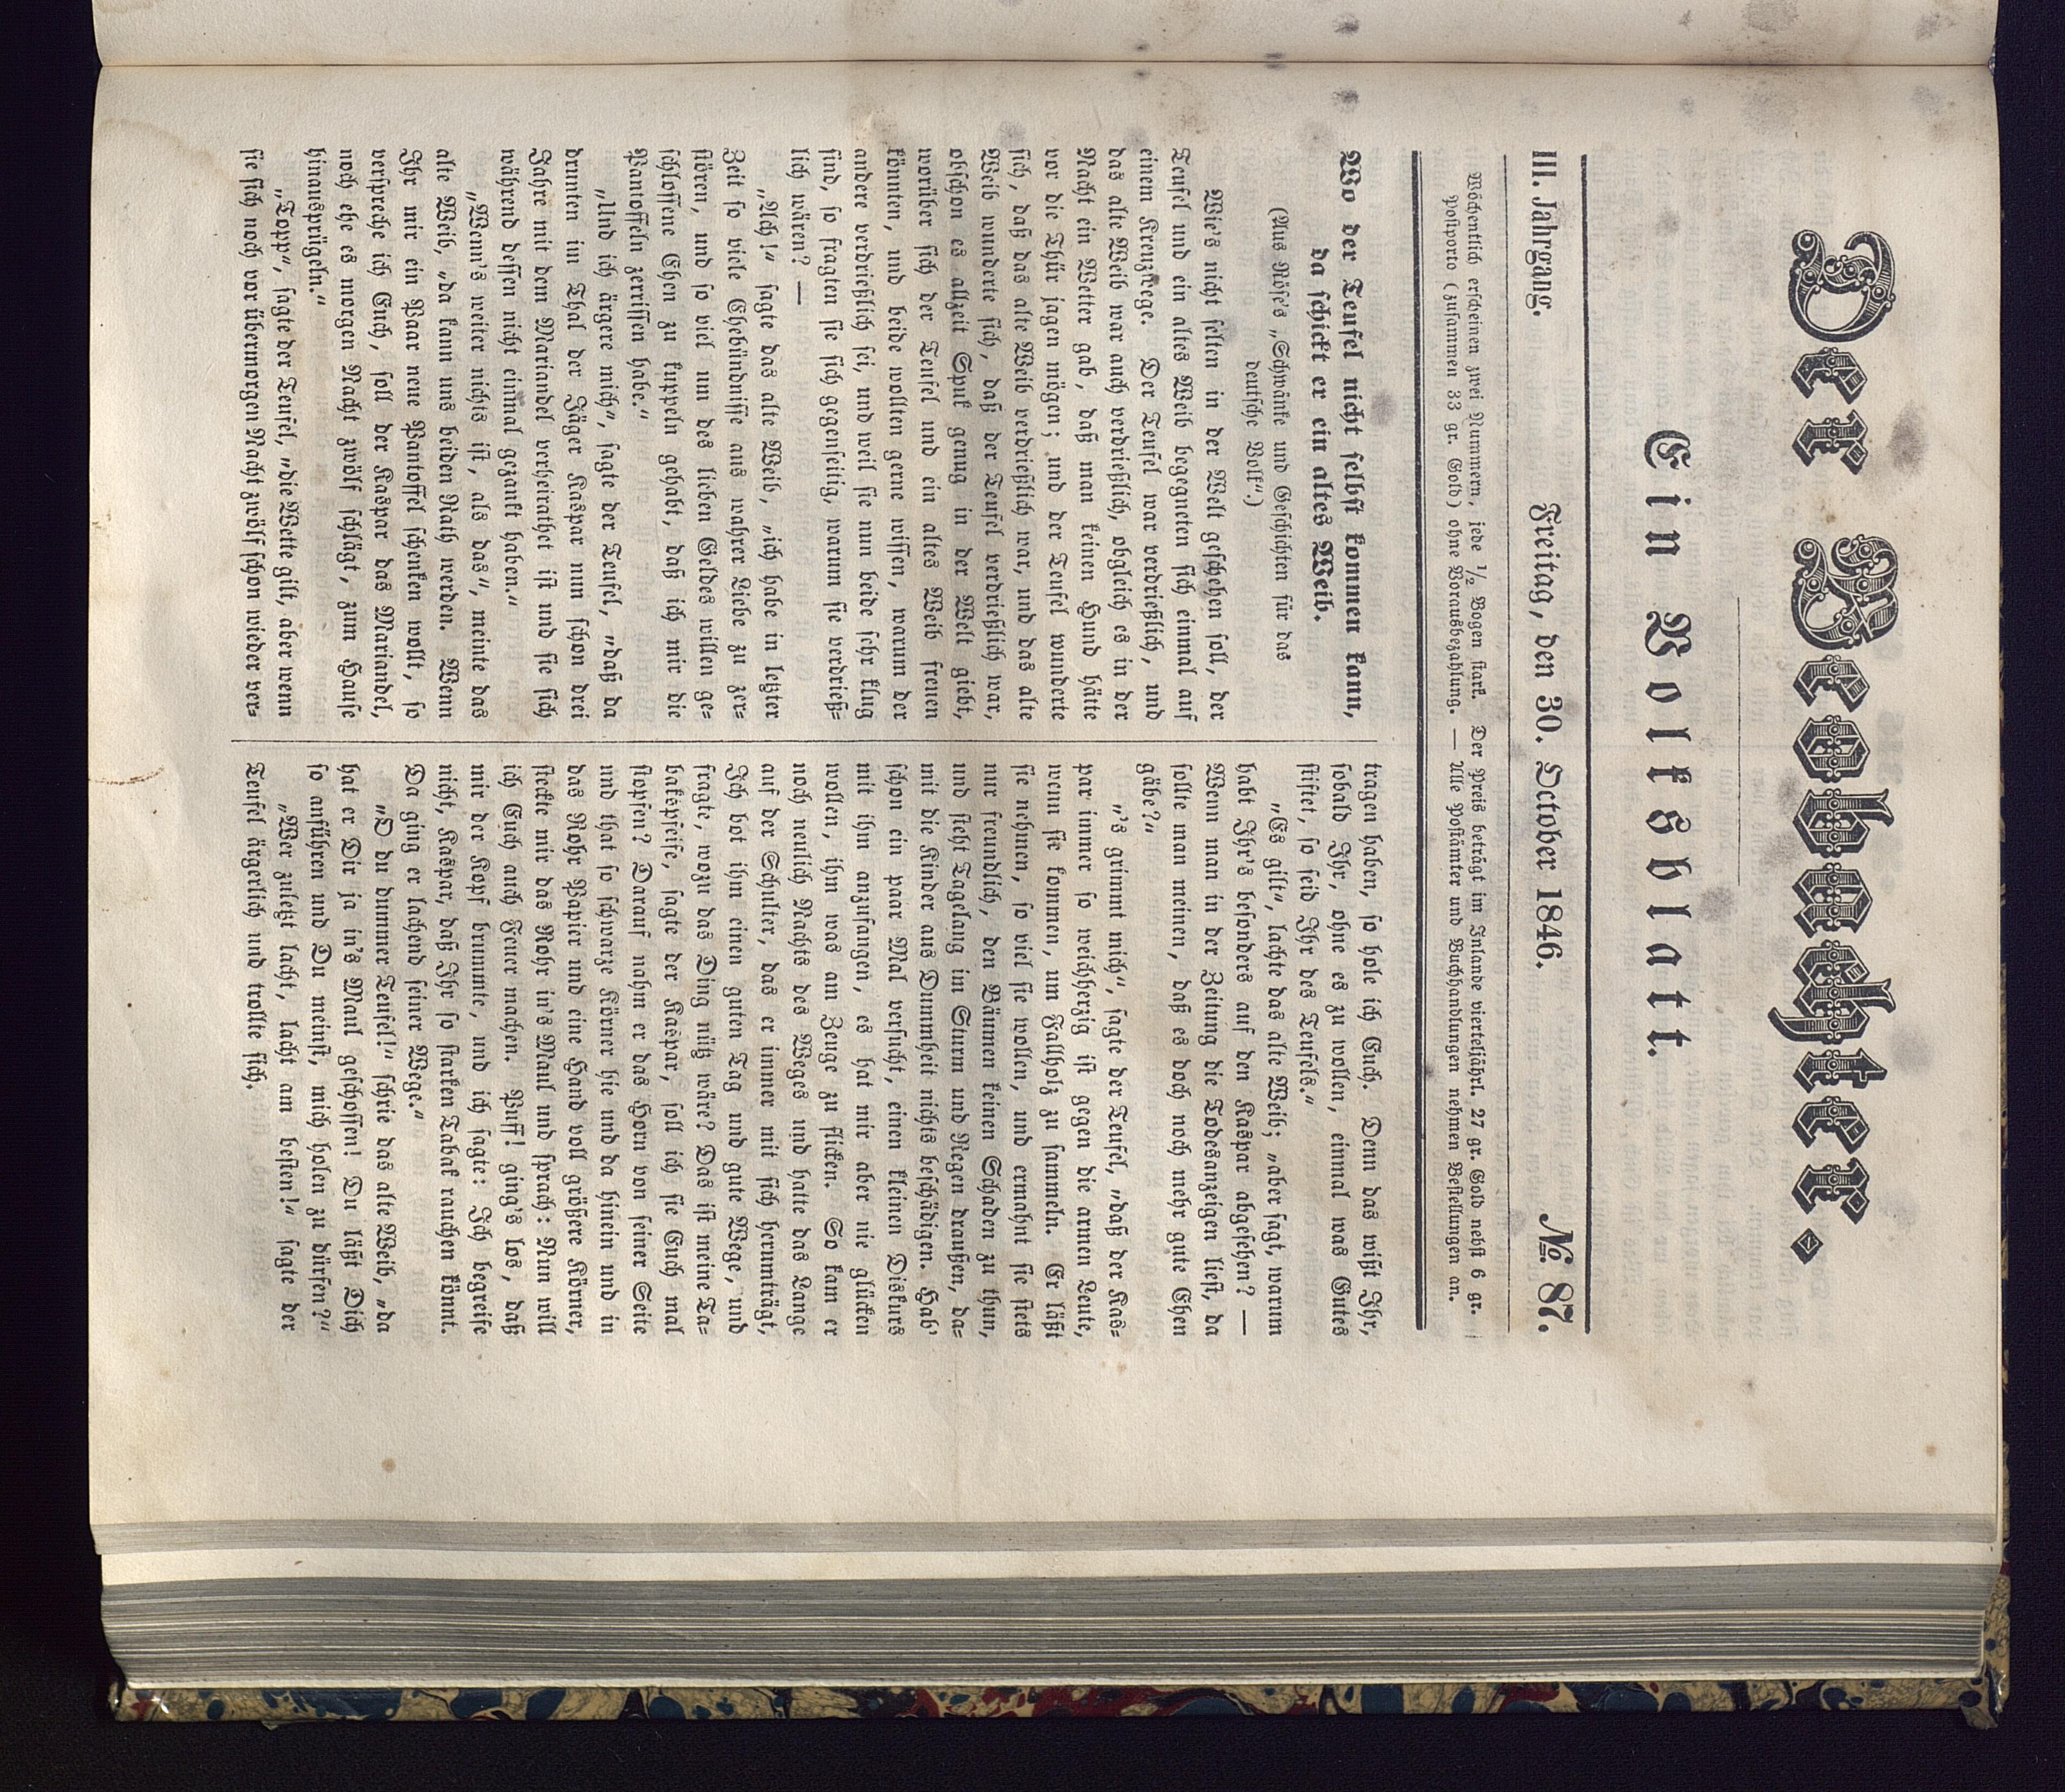 Der Beobachter.
Ein Volksblatt.
III. Jahrgang. Freitag, den 30. October 1846. No. 87.
Wöchentlich erscheinen zwei Nummern, jede 1/2 Bogen stark. Der Preis beträgt im Inlande vierteljährl. 27 gr. Gold nebst 6 gr.
Postporto (zusammen 33 gr. Gold) ohne Vorausbezahlung. — Alle Postämter und Buchhandlungen nehmen Bestellungen an.
Wo der Teufel nicht selbst kommen kann,
da schickt er ein altes Weib.
(Aus Röse's „Schwänke und Geschichten für das
deutsche Volk“.)
Wie's nicht selten in der Welt geschehen soll, der
Teufel und ein altes Weib begegneten sich einmal auf
einem Kreuzwege. Der Teufel war verdrießlich, und
das alte Weib war auch verdrießlich, obgleich es in der
Nacht ein Wetter gab, daß man keinen Hund hätte
vor die Thür jagen mögen; und der Teufel wunderte
sich, daß das alte Weib verdrießlich war, und das alte
Weib wunderte sich, daß der Teufel verdrießlich war,
obschon es allzeit Spuk genug in der Welt giebt,
worüber sich der Teufel und ein altes Weib freuen
könnten, und beide wollten gerne wissen, warum der
andere verdrießlich sei, und weil sie nun beide sehr klug
sind, so fragten sie sich gegenseitig, warum sie verdrieß-
lich wären? —
„Ach!“ sagte das alte Weib, „ich habe in letzter
Zeit so viele Ehebündnisse aus wahrer Liebe zu zer-
stören, und so viel um des lieben Geldes willen ge-
schlossene Ehen zu kuppeln gehabt, daß ich mir die
Pantoffeln zerrissen habe.“
„Und ich ärgere mich“, sagte der Teufel, „daß da
drunten im Thal der Jäger Kaspar nun schon drei
Jahre mit dem Mariandel verheirathet ist und sie sich
während dessen nicht einmal gezankt haben.“
„Wenn's weiter nichts ist, als das“, meinte das
alte Weib, „da kann uns beiden Rath werden. Wenn
Ihr mir ein Paar neue Pantoffel schenken wollt, so
verspreche ich Euch, soll der Kaspar das Mariandel,
noch ehe es morgen Nacht zwölf schlägt, zum Hause
hinausprügeln.“
„Topp“, sagte der Teufel, „die Wette gilt, aber wenn
sie sich noch vor übermorgen Nacht zwölf schon wieder ver-
tragen haben, so hole ich Euch. Denn das wißt Ihr,
sobald Ihr, ohne es zu wollen, einmal was Gutes
stiftet, so seid Ihr des Teufels.“
„Es gilt“, lachte das alte Weib; „aber sagt, warum
habt Ihr's besonders auf den Kaspar abgesehen? —
Wenn man in der Zeitung die Todesanzeigen liest, da
sollte man meinen, daß es doch noch mehr gute Ehen
gäbe?“
„'s grimmt mich“, sagte der Teufel, „daß der Kas-
par immer so weichherzig ist gegen die armen Leute,
wenn sie kommen, um Fallholz zu sammeln. Er läßt
sie nehmen, so viel sie wollen, und ermahnt sie stets
nur freundlich, den Bäumen keinen Schaden zu thun,
und steht Tagelang in Sturm und Regen draußen, da-
mit die Kinder aus Dummheit nichts beschädigen. Hab'
schon ein paar Mal versucht, einen kleinen Diskurs
mit ihm anzufangen, es hat mir aber nie glücken
wollen, ihm was am Zeuge zu flicken. So kam er
noch neulich Nachts des Weges und hatte das Lange
auf der Schulter, das er immer mit sich herumträgt.
Ich bot ihm einen guten Tag und gute Wege, und
fragte, wozu das Ding nütz wäre? Das ist meine Ta-
bakspfeife, sagte der Kaspar, soll ich sie Euch mal
stopfen? Darauf nahm er das Horn von seiner Seite
und that so schwarze Körner hie und da hinein und in
das Rohr Papier und eine Hand voll größere Körner,
steckte mir das Rohr in's Maul und sprach: Nun will
ich Euch auch Feuer machen. Puff! ging's los, daß
mir der Kopf brummte, und ich sagte: Ich begreife
nicht, Kaspar, daß Ihr so starken Tabak rauchen könnt.
Da ging er lachend seiner Wege.“
„O du dummer Teufel!“ schrie das alte Weib, „da
hat er Dir ja in's Maul geschossen! Du läßt Dich
so anführen und Du meinst, mich holen zu dürfen?“
„Wer zuletzt lacht, lacht am besten!“ sagte der
Teufel ärgerlich und trollte sich.